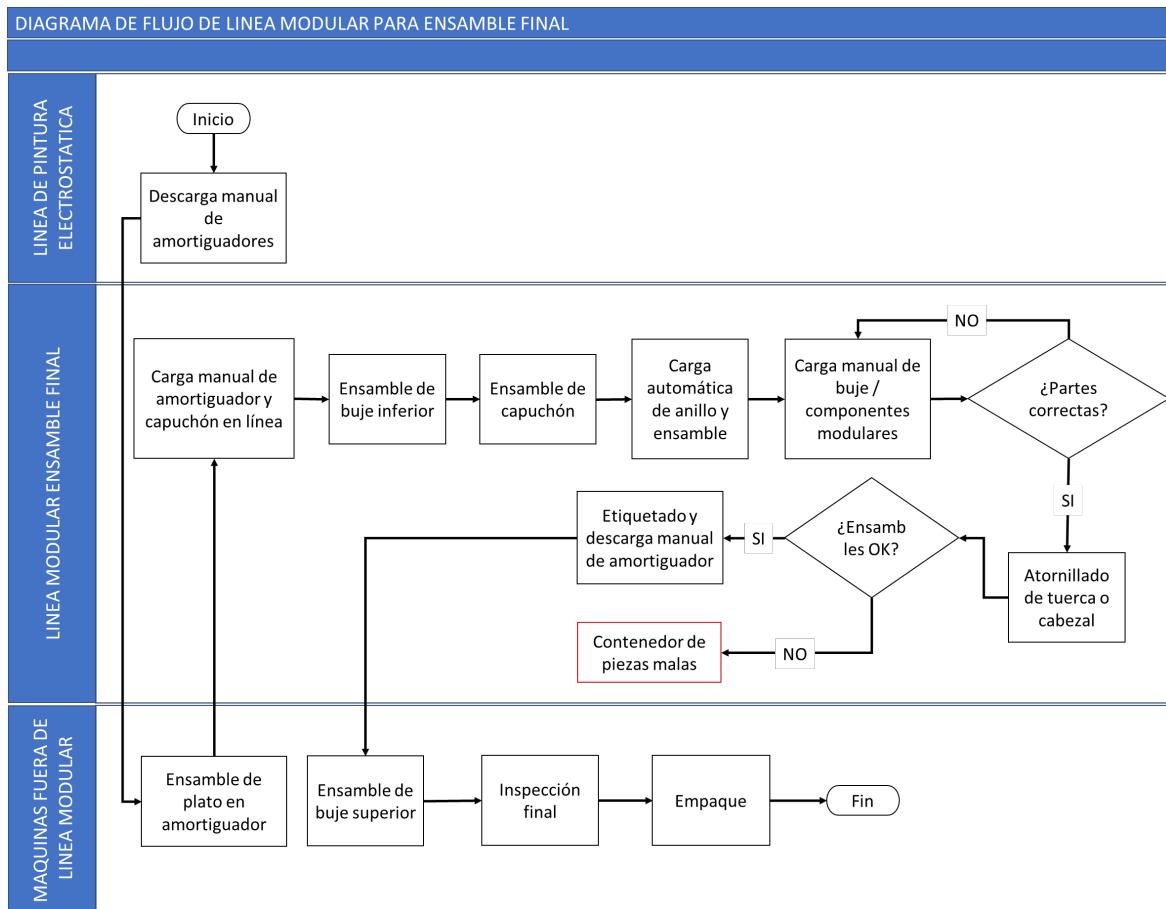 DIAGRAMA DE FLUJO DE LINEA MODULAR PARA ENSAMBLE FINAL
LINEA DE PINTURA
ELECTROSTATICA
Inicio
Descarga manual
de
amortiguadores
LINEA MODULAR ENSAMBLE FINAL
Carga manual de
amortiguador y
capuchón en línea
Ensamble de
buje inferior
Ensamble de
capuchón
Carga
automática
de anillo y
ensamble
Carga manual de
buje /
componentes
modulares
NO
¿Partes
correctas?
SI
Atornillado
de tuerca o
cabezal
¿Ensamb
les OK?
SI
Etiquetado y
descarga manual
de amortiguador
NO
Contenedor de
piezas malas
MAQUINAS FUERA DE
LINEA MODULAR
Ensamble de
plato en
amortiguador
Ensamble de
buje superior
Inspección
final
Empaque
Fin